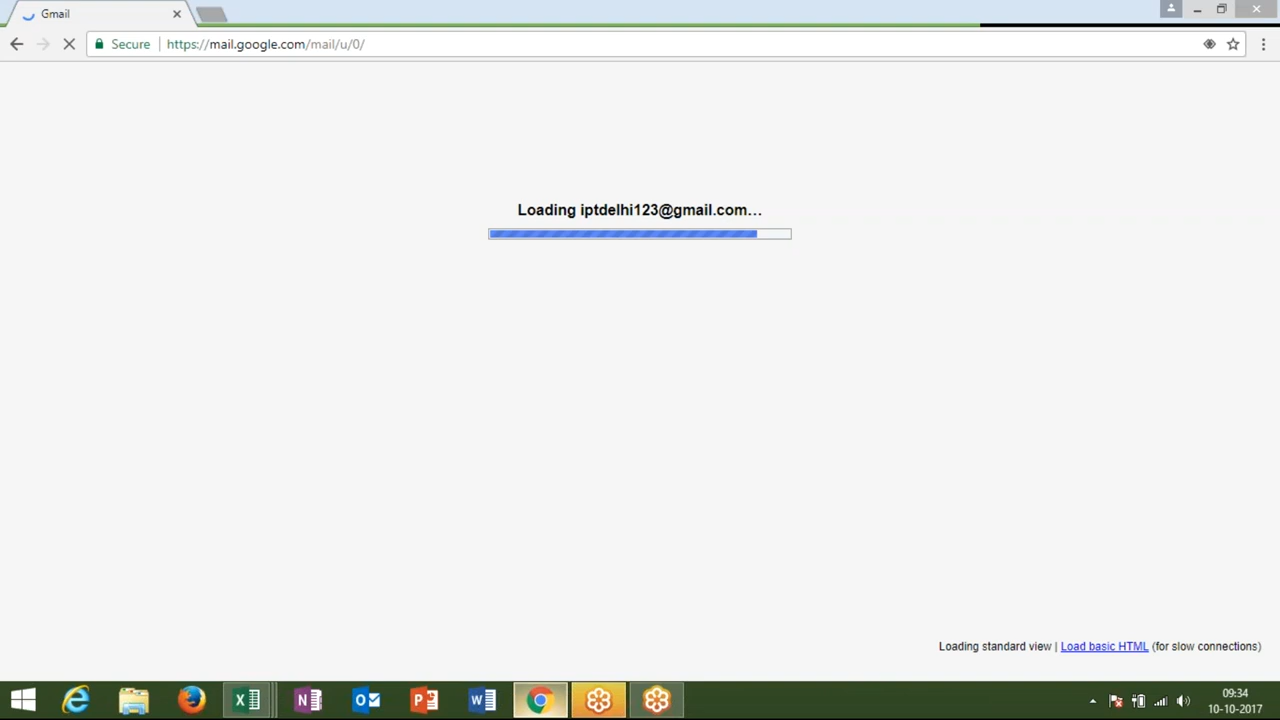 Gmail
Secure https://mail.google.com/mail/u/0/
Loading iptdelhi123@gmail.com...
Loading standard view | Load basic HTML (for slow connections)
09:34
10-10-2017